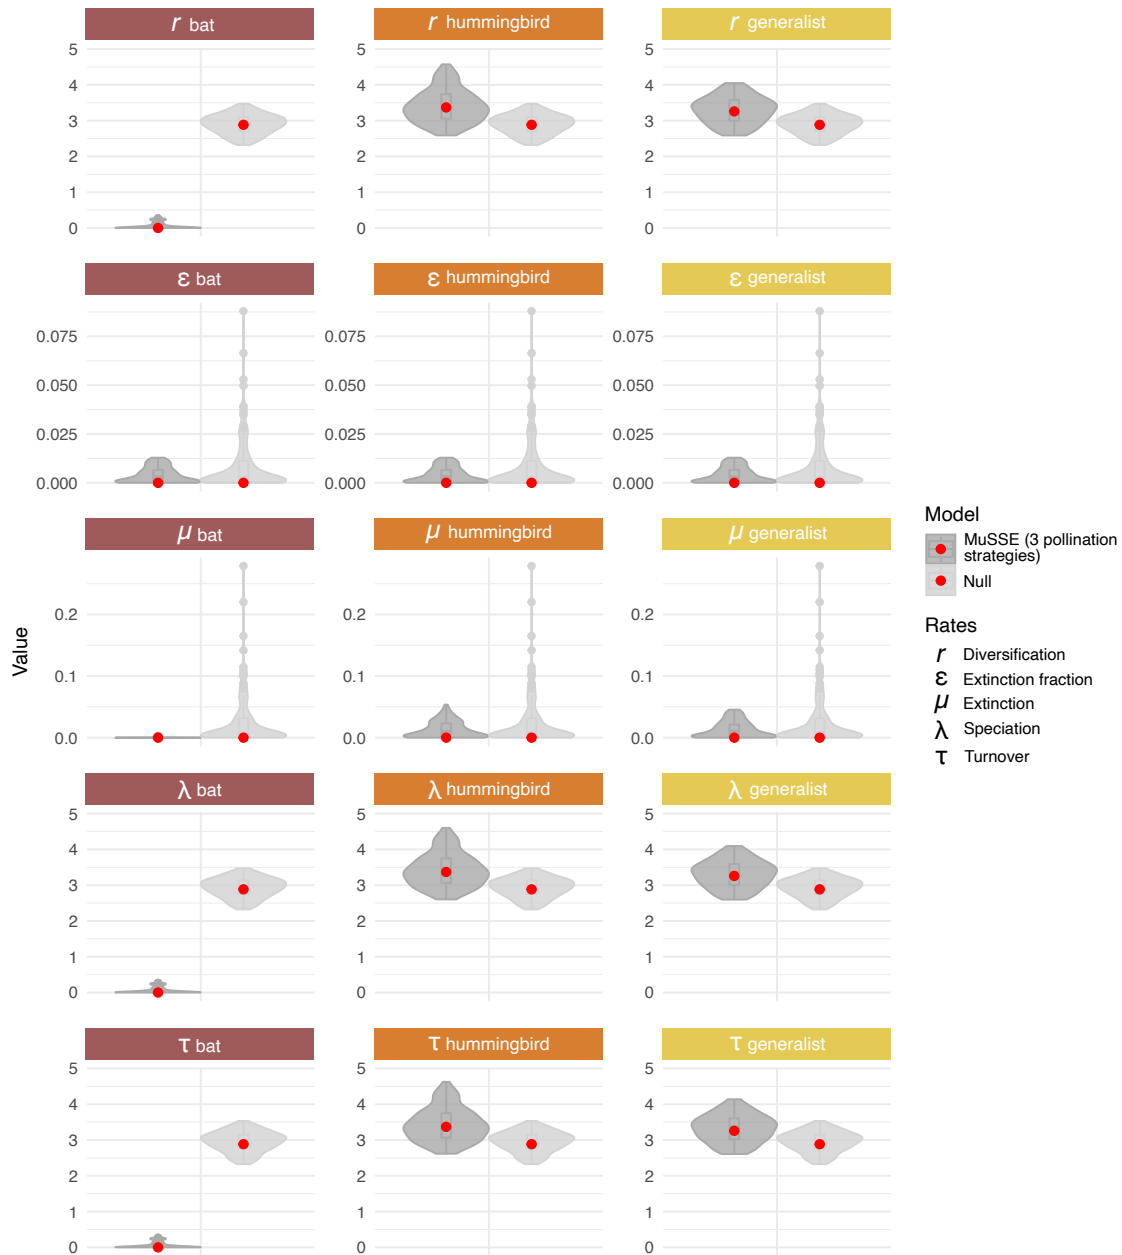 r bat
r hummingbird
r generalist
5
4
3
2
1
0
5
4
3
2
1
0
5
4
3
2
1
0
ε bat
ε hummingbird
ε generalist
0.075
0.050
0.025
0.000
0.075
0.050
0.025
0.000
0.075
0.050
0.025
0.000
μ bat
μ hummingbird
μ generalist
0.2
0.1
0.0
0.2
0.1
0.0
0.2
0.1
0.0
Value
λ bat
λ hummingbird
λ generalist
5
4
3
2
1
0
5
4
3
2
1
0
5
4
3
2
1
0
τ bat
τ hummingbird
τ generalist
5
4
3
2
1
0
5
4
3
2
1
0
5
4
3
2
1
0
Model
MuSSE (3 pollination
strategies)
Null
Rates
r Diversification
ε Extinction fraction
μ Extinction
λ Speciation
τ Turnover